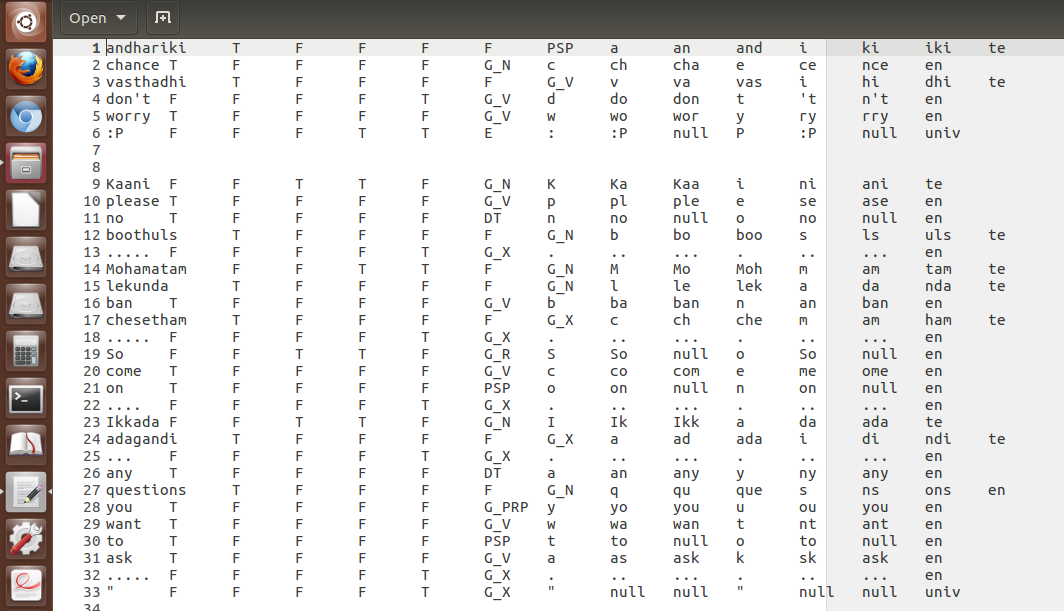 Open
1 andhariki T F F F F PSP a an and i ki iki te
2 chance T F F F F G_N c ch cha e ce nce en
3 vasthadhi T F F F F G_V v va vas i hi dhi te
4 don't F F F F T G_V d do don t 't n't en
5 worry T F F F F G_V w wo wor y ry rry en
6 :P F F T T E : :P null P :P null univ
7
8
9 Kaani F F T T F G_N K Ka Kaa i ni ani te
10 please T F F F F G_V p pl ple e se ase en
11 no T F F F F DT n no null o no null en
12 boothuls T F F F F G_N b bo boo s ls uls te
13 ..... F F F F T G_X . .. ... . .. ... en
14 Mohamatam F F T T F G_N M Mo Moh m am tam te
15 lekunda T F F F F G_N l le lek a da nda te
16 ban T F F F F G_V b ba ban n an ban en
17 chesetham T F F F F G_X c ch che m am ham te
18 ..... F F F F T G_X . .. ... . .. ... en
19 So F F T T F G_R S So null o So null en
20 come T F F F F G_V c co com e me ome en
21 on T F F F F PSP o on null n on null en
22 .... F F F F T G_X . .. ... . .. ... en
23 Ikkada F F T T F G_N I Ik Ikk a da ada te
24 adagandi T F F F F G_X a ad ada i di ndi te
25 ... F F F F T G_X . .. ... . .. ... en
26 any T F F F F DT a an any y ny any en
27 questions T F F F F G_N q qu que s ns ons en
28 you T F F F F G_PRP y yo you u ou you en
29 want T F F F F G_V w wa wan t nt ant en
30 to T F F F F PSP t to null o to null en
31 ask T F F F F G_V a as ask k sk ask en
32 ..... F F F F T G_X . .. ... . .. ... en
33 " F F F F T G_X " null null " null null univ
34